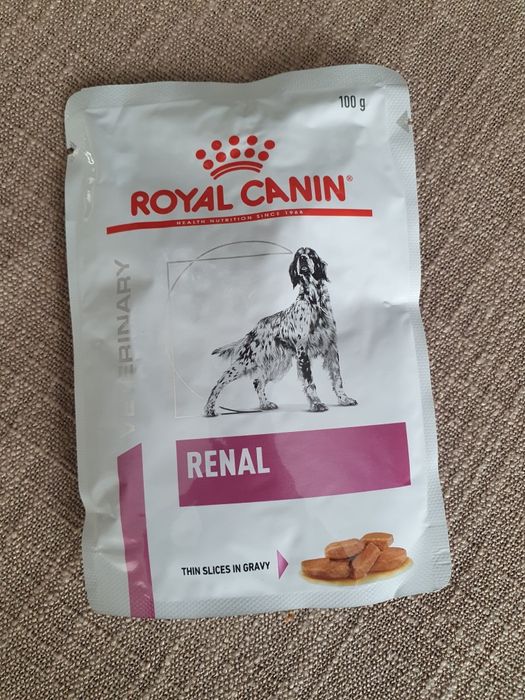 100 g
ROYAL CANIN®
HEALTH NUTRITION SINCE 1968
VETERINARY
RENAL
THIN SLICES IN GRAVY